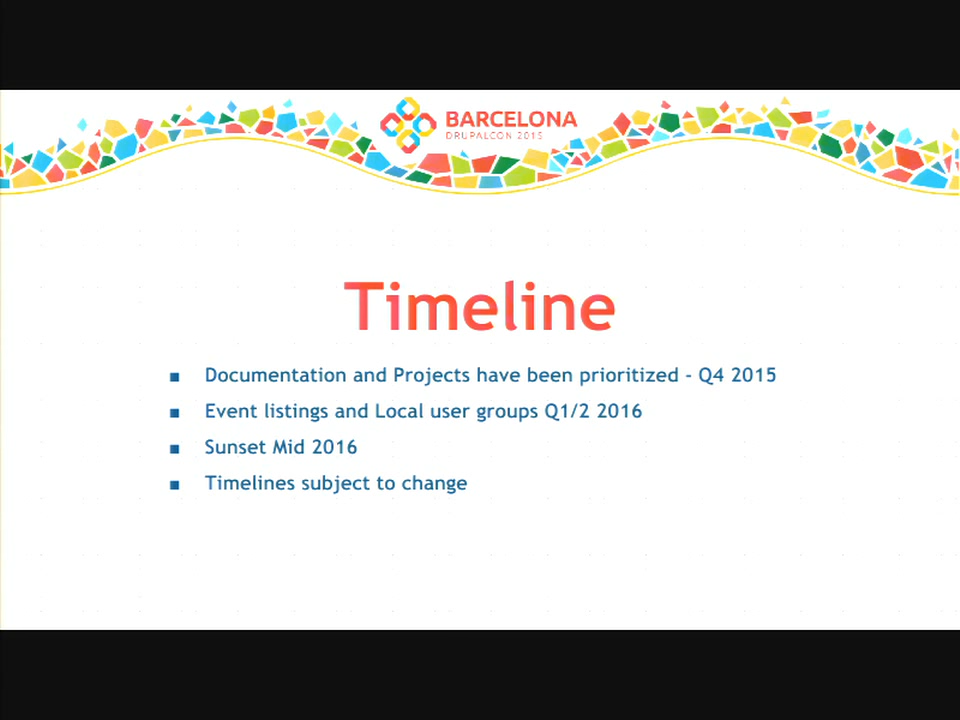 BARCELONA
DRUPALCON 2015
Timeline
▪ Documentation and Projects have been prioritized - Q4 2015
▪ Event listings and Local user groups Q1/2 2016
▪ Sunset Mid 2016
▪ Timelines subject to change